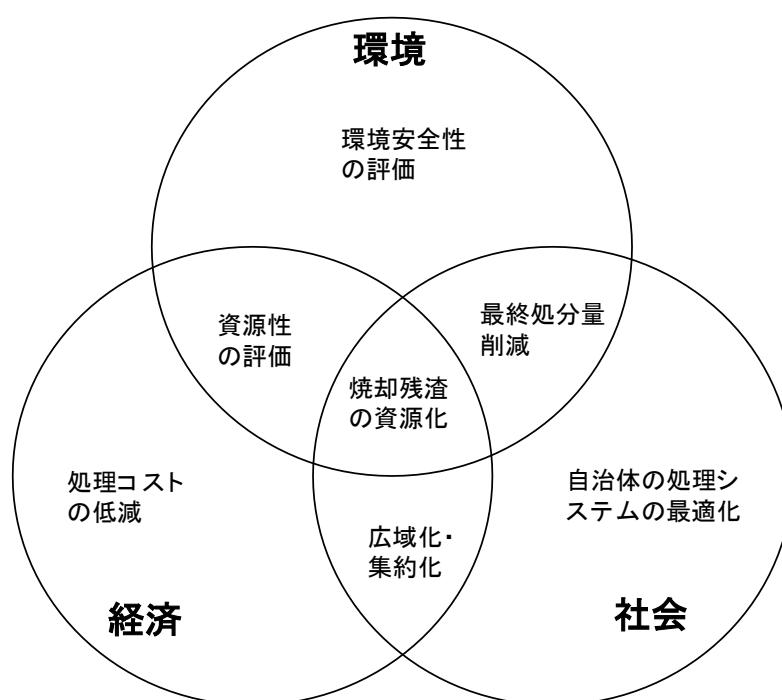 環境
環境安全性
の評価
資源性
の評価
最終処分量
削減
焼却残渣
の資源化
処理コスト
の低減
自治体の処理シ
ステムの最適化
広域化・
集約化
経済
社会